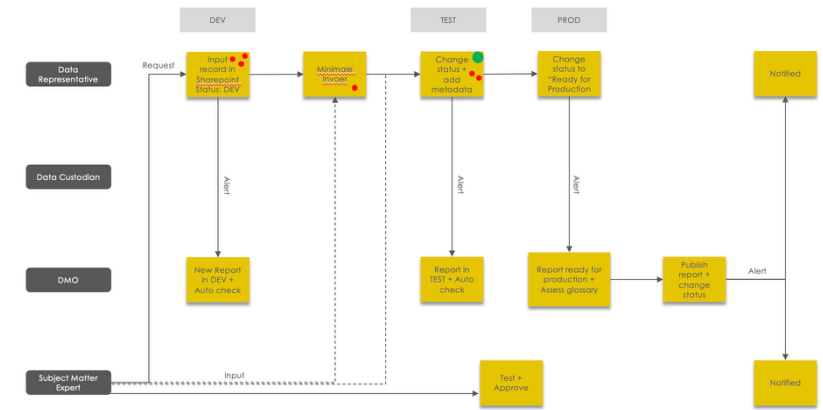 DEV
TEST
PROD
Data
Representative
Request
Input
record in
Sharepoint
Status: DEV
Minimale
invoer
Change
status +
add
metadata
Change
status to
"Ready for
Production
Notified
Data Custodian
Alert
Alert
Alert
DMO
New Report
in DEV +
Auto check
Report in
TEST + Auto
check
Report ready for
production +
Assess glossary
Publish
report +
change
status
Alert
Subject Matter
Expert
Input
Test +
Approve
Notified